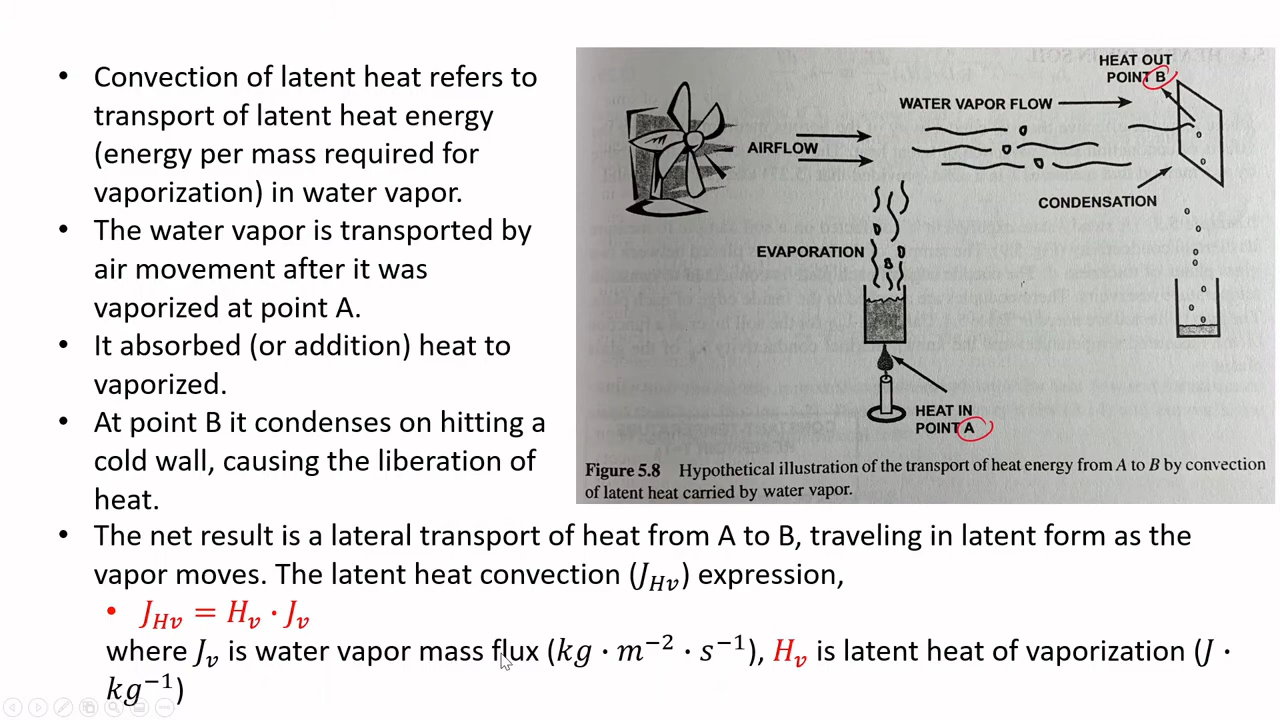 • Convection of latent heat refers to
transport of latent heat energy
(energy per mass required for
vaporization) in water vapor.
• The water vapor is transported by
air movement after it was
vaporized at point A.
• It absorbed (or addition) heat to
vaporized.
• At point B it condenses on hitting a
cold wall, causing the liberation of
heat.
• The net result is a lateral transport of heat from A to B, traveling in latent form as the
vapor moves. The latent heat convection (J_{Hv}) expression,
• J_{Hv} = H_v · J_v
where J_v is water vapor mass flux (kg · m^{−2} · s^{−1}), H_v is latent heat of vaporization (J ·
kg^{−1})
HEAT OUT
POINT B
WATER VAPOR FLOW
AIRFLOW
CONDENSATION
EVAPORATION
HEAT IN
POINT A
Figure 5.8 Hypothetical illustration of the transport of heat energy from A to B by convection
of latent heat carried by water vapor.